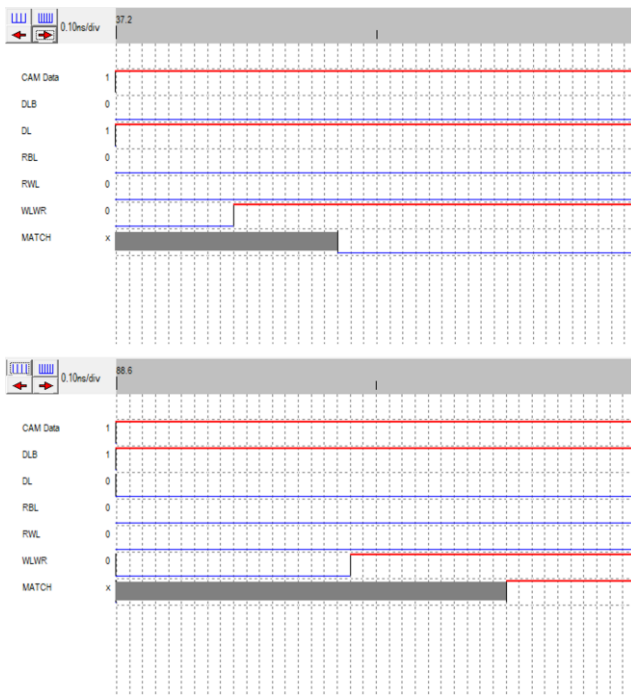 0.10ns/div
37.2
CAM Data 1
DLB 0
DL 1
RBL 0
RWL 0
WLWR 0
MATCH x
0.10ns/div
88.6
CAM Data 1
DLB 1
DL 0
RBL 0
RWL 0
WLWR 0
MATCH x